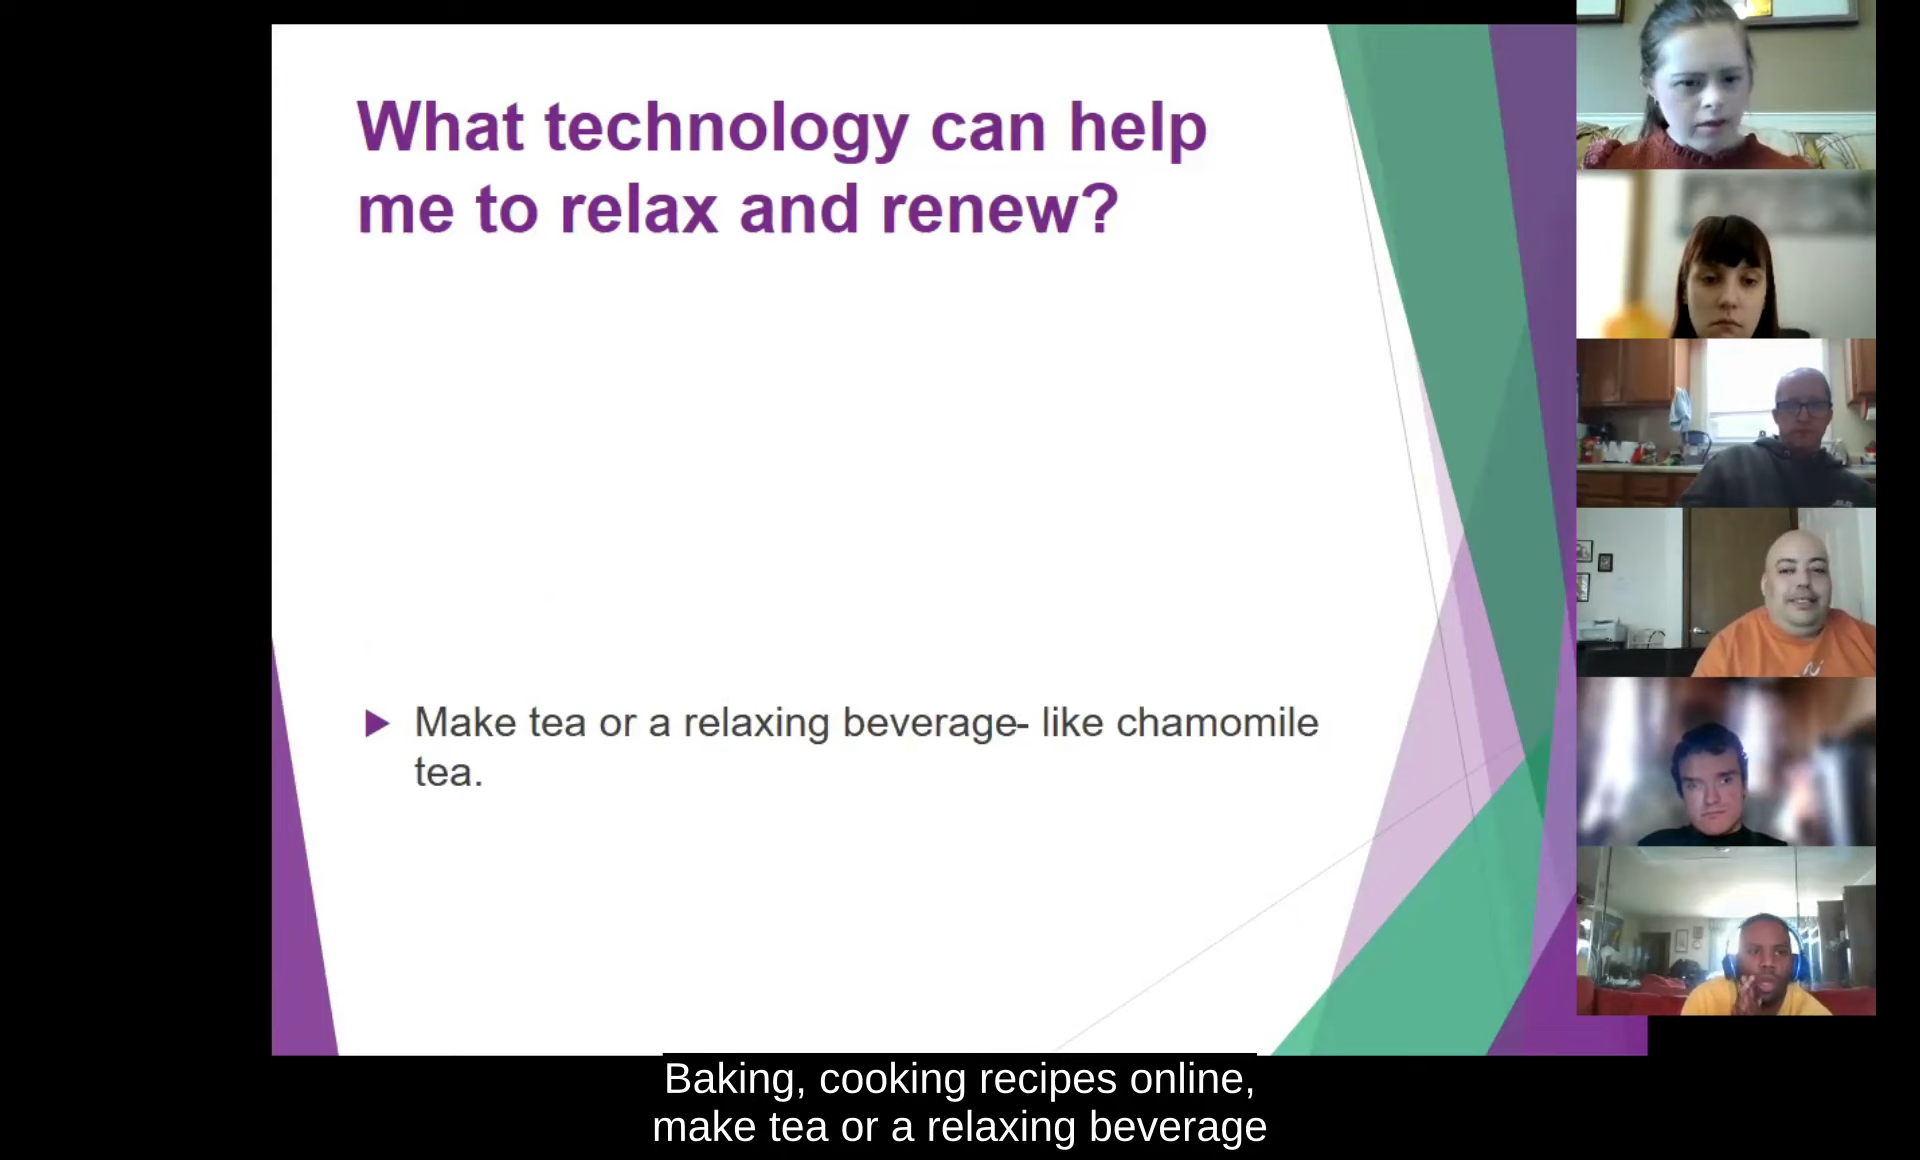 What technology can help
me to relax and renew?
Make tea or a relaxing beverage- like chamomile
tea.
Baking, cooking recipes online,
make tea or a relaxing beverage